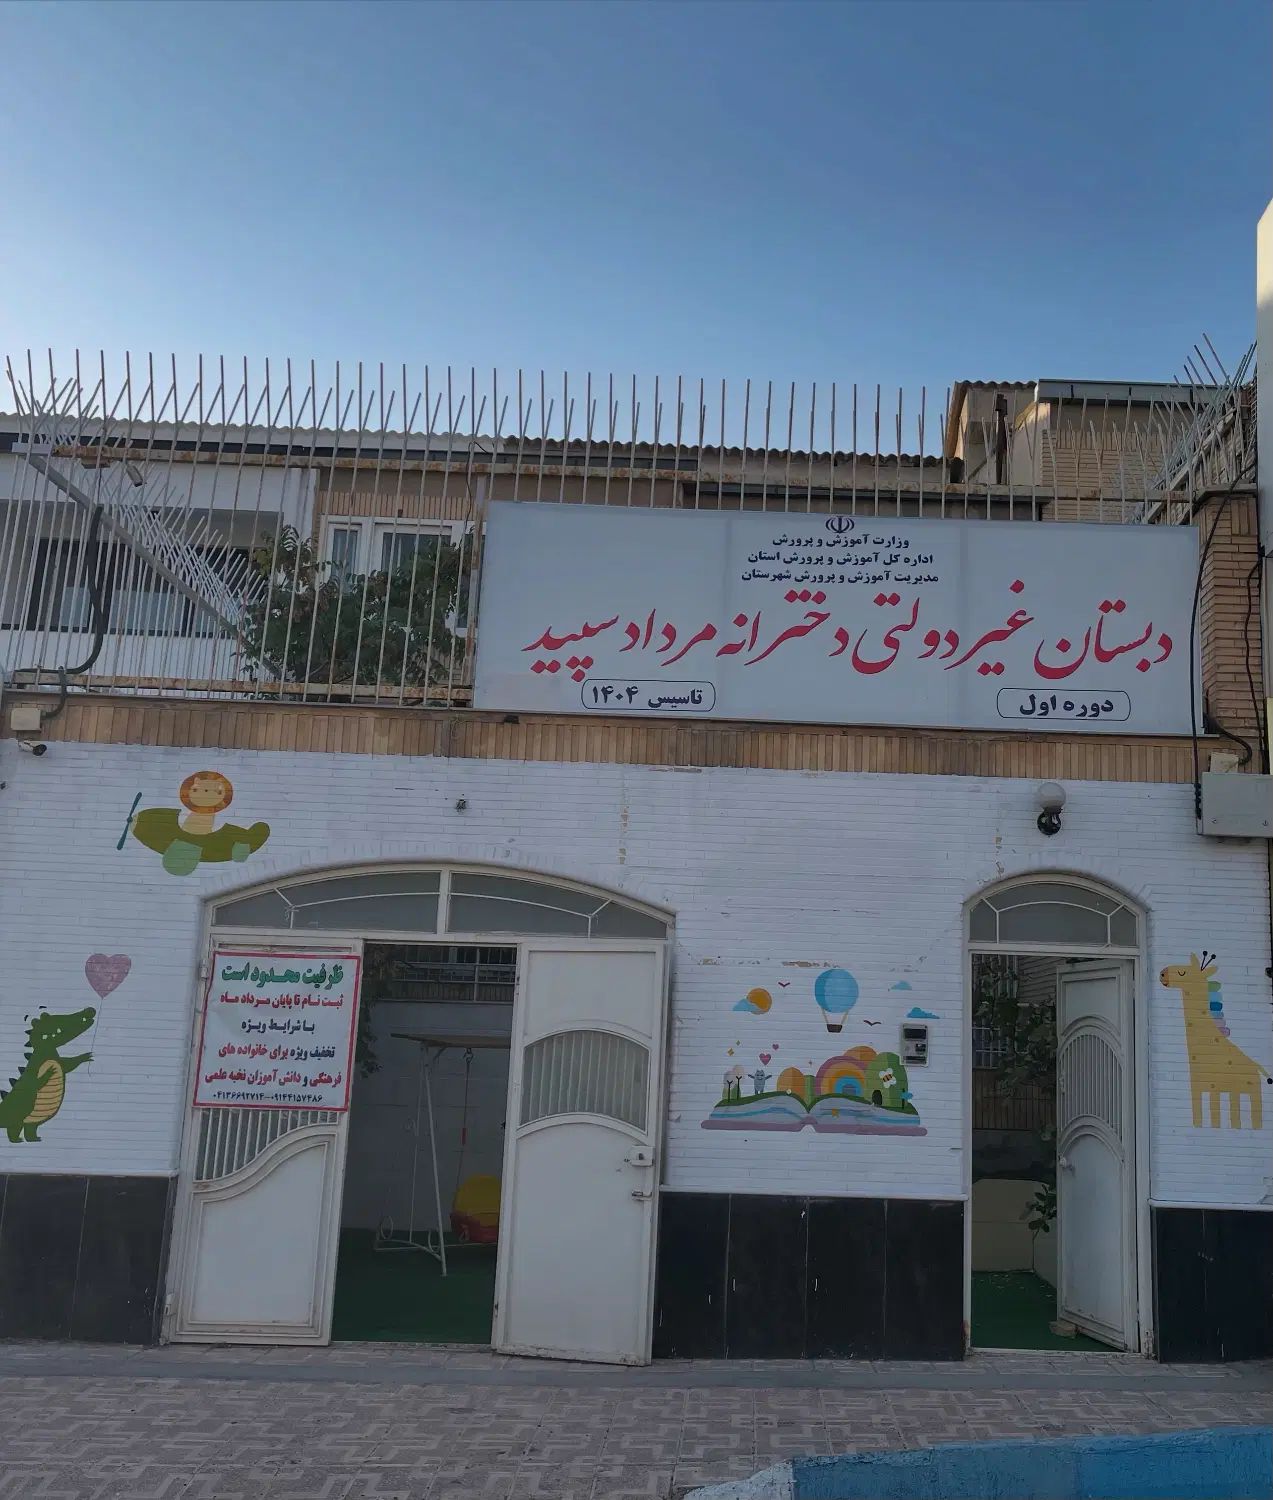 وزارت آموزش و پرورش
اداره کل آموزش و پرورش استان
مدیریت آموزش و پرورش شهرستان
دبستان غیردولتی دخترانه مرداد سپید
دوره اول
تاسیس ۱۴۰۴
ظرفیت محدود است
ثبت نام تا پایان مرداد ماه
با شرایط ویژه
تخفیف ویژه برای خانواده های
فرهنگی و دانش آموزان نخبه علمی
۰۴۱۳۶۶۹۲۷۱۴-۰۹۱۴۴۱۵۷۴۸۶